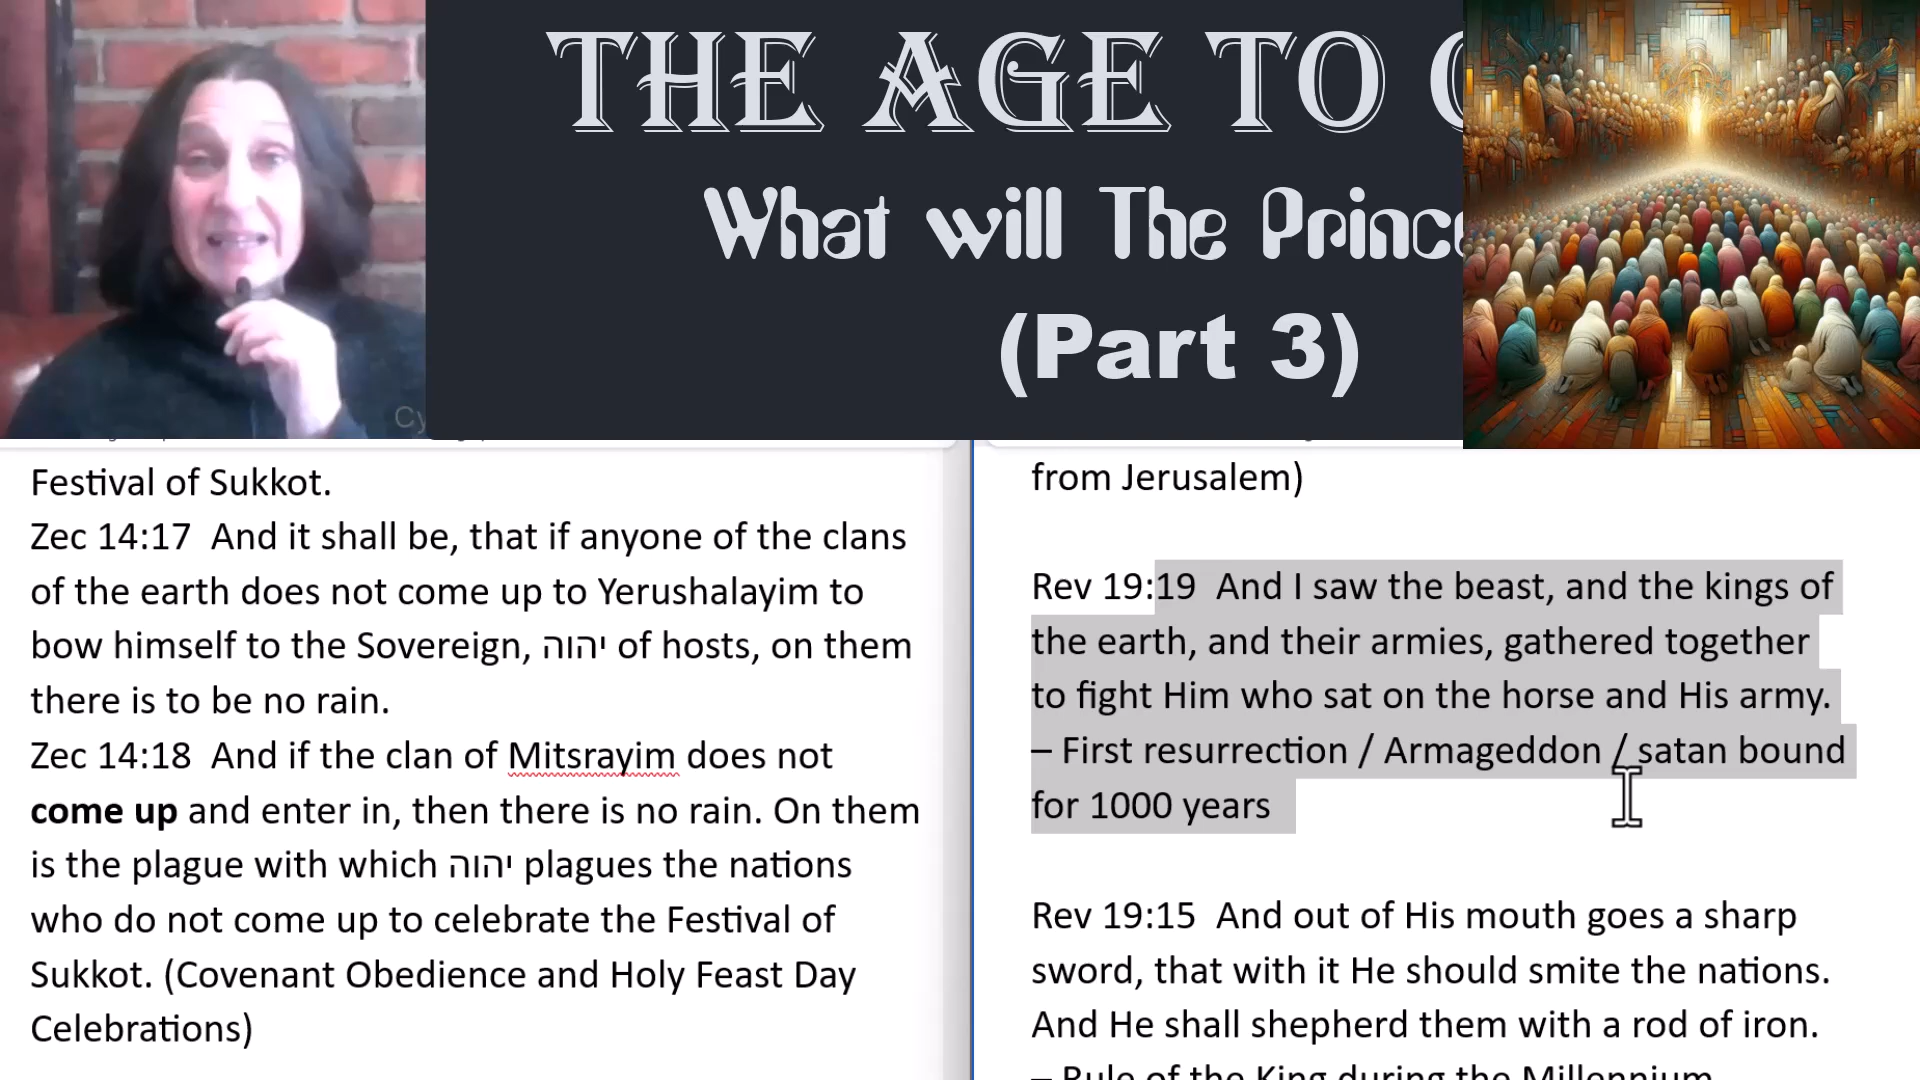 THE AGE TO
What will The Prince
(Part 3)
Cy
Festival of Sukkot.
Zec 14:17  And it shall be, that if anyone of the clans
of the earth does not come up to Yerushalayim to
bow himself to the Sovereign, יהוה of hosts, on them
there is to be no rain.
Zec 14:18  And if the clan of Mitsrayim does not
come up and enter in, then there is no rain. On them
is the plague with which יהוה plagues the nations
who do not come up to celebrate the Festival of
Sukkot. (Covenant Obedience and Holy Feast Day
Celebrations)
from Jerusalem)
Rev 19:19  And I saw the beast, and the kings of
the earth, and their armies, gathered together
to fight Him who sat on the horse and His army.
– First resurrection / Armageddon / satan bound
for 1000 years
Rev 19:15  And out of His mouth goes a sharp
sword, that with it He should smite the nations.
And He shall shepherd them with a rod of iron.
– Rule of the King during the Millennium